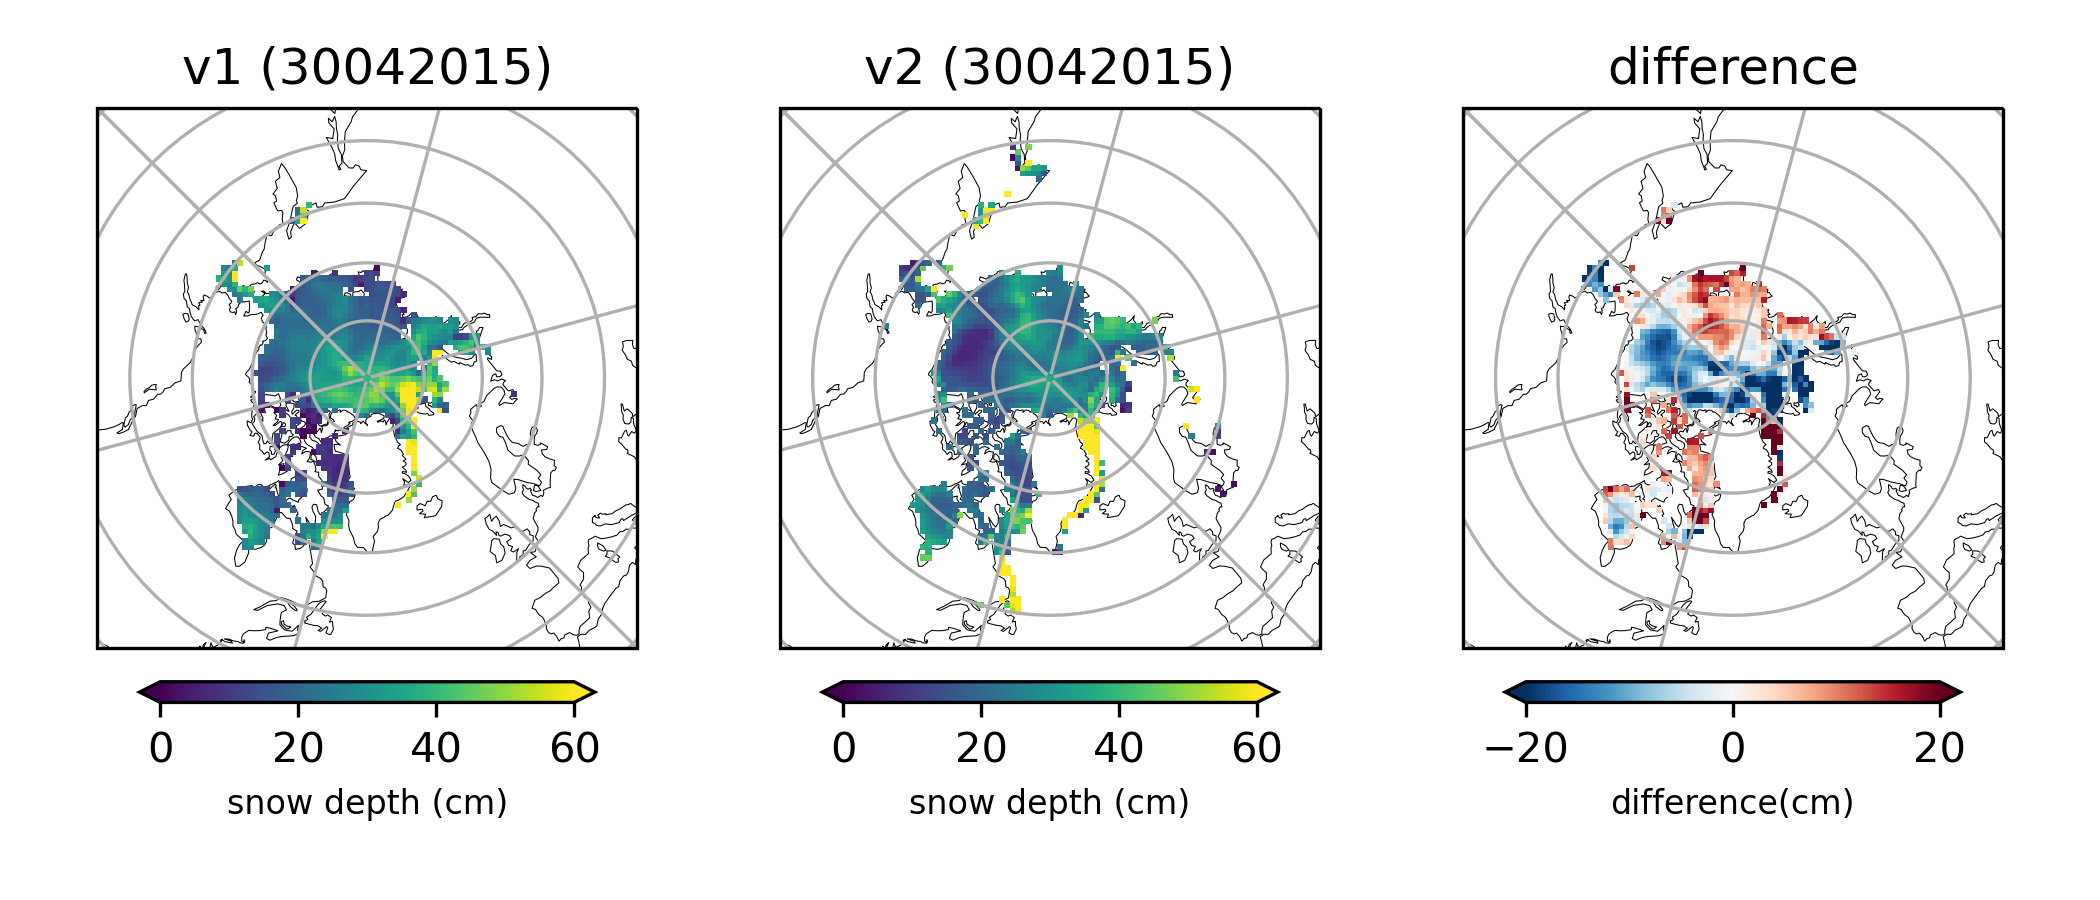 v1 (30042015)
v2 (30042015)
difference
0 20 40 60
snow depth (cm)
0 20 40 60
snow depth (cm)
−20 0 20
difference(cm)